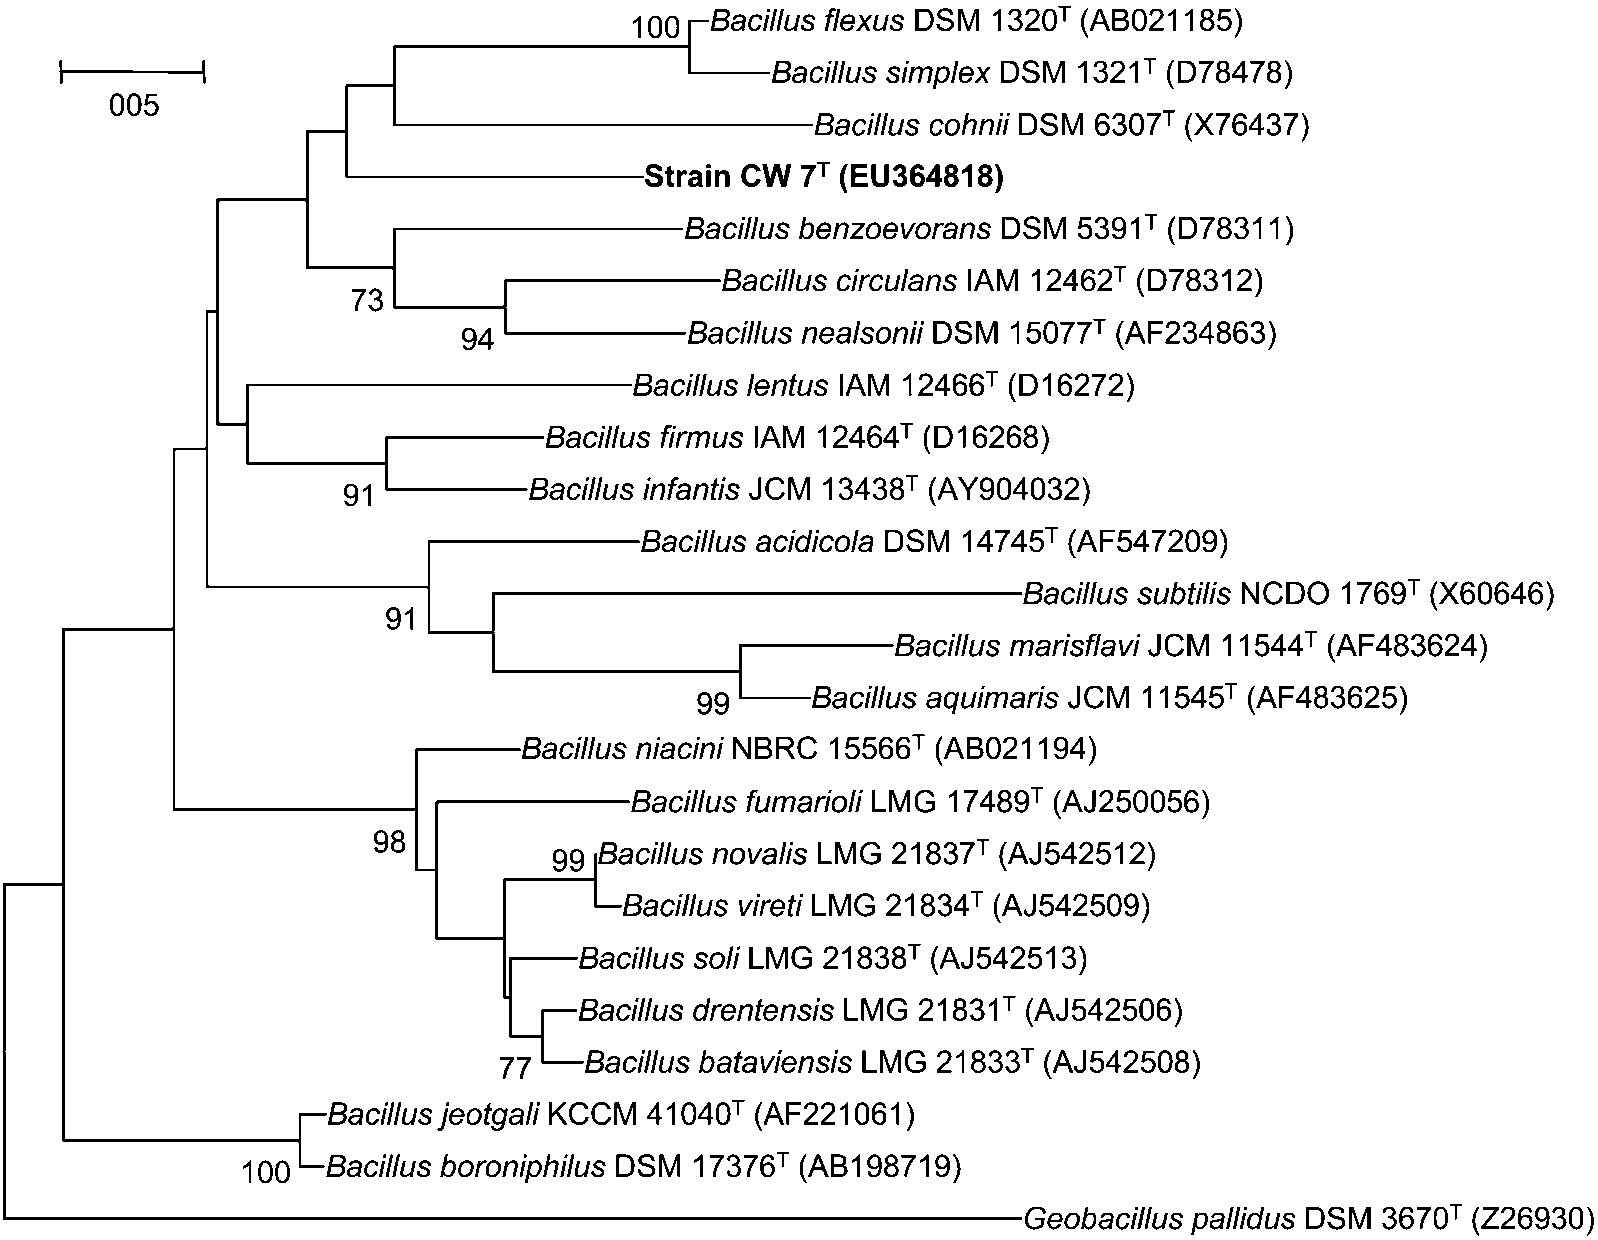 100
Bacillus flexus DSM 1320ᵀ (AB021185)
005
Bacillus simplex DSM 1321ᵀ (D78478)
Bacillus cohnii DSM 6307ᵀ (X76437)
Strain CW 7ᵀ (EU364818)
Bacillus benzoevorans DSM 5391ᵀ (D78311)
73
Bacillus circulans IAM 12462ᵀ (D78312)
94
Bacillus nealsonii DSM 15077ᵀ (AF234863)
Bacillus lentus IAM 12466ᵀ (D16272)
Bacillus firmus IAM 12464ᵀ (D16268)
91
Bacillus infantis JCM 13438ᵀ (AY904032)
Bacillus acidicola DSM 14745ᵀ (AF547209)
91
Bacillus subtilis NCDO 1769ᵀ (X60646)
Bacillus marisflavi JCM 11544ᵀ (AF483624)
99
Bacillus aquimaris JCM 11545ᵀ (AF483625)
Bacillus niacini NBRC 15566ᵀ (AB021194)
98
Bacillus fumarioli LMG 17489ᵀ (AJ250056)
99
Bacillus novalis LMG 21837ᵀ (AJ542512)
Bacillus vireti LMG 21834ᵀ (AJ542509)
Bacillus soli LMG 21838ᵀ (AJ542513)
Bacillus drentensis LMG 21831ᵀ (AJ542506)
77
Bacillus bataviensis LMG 21833ᵀ (AJ542508)
Bacillus jeotgali KCCM 41040ᵀ (AF221061)
100
Bacillus boroniphilus DSM 17376ᵀ (AB198719)
Geobacillus pallidus DSM 3670ᵀ (Z26930)